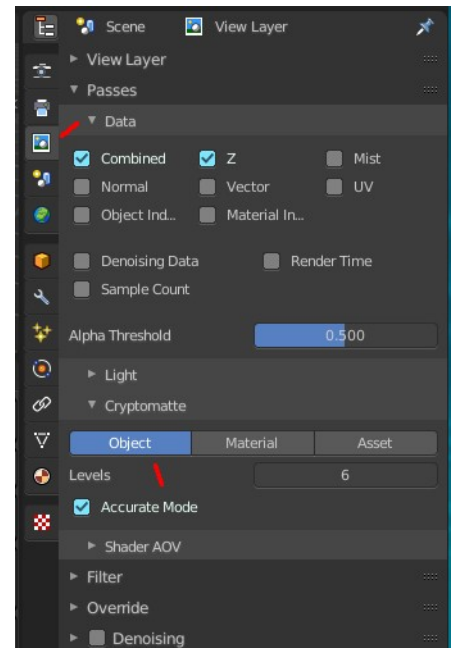 Scene View Layer
View Layer
Passes
Data
Combined Z Mist
Normal Vector UV
Object Ind... Material In...
Denoising Data Render Time
Sample Count
Alpha Threshold 0.500
Light
Cryptomatte
Object Material Asset
Levels 6
Accurate Mode
Shader AOV
Filter
Override
Denoising